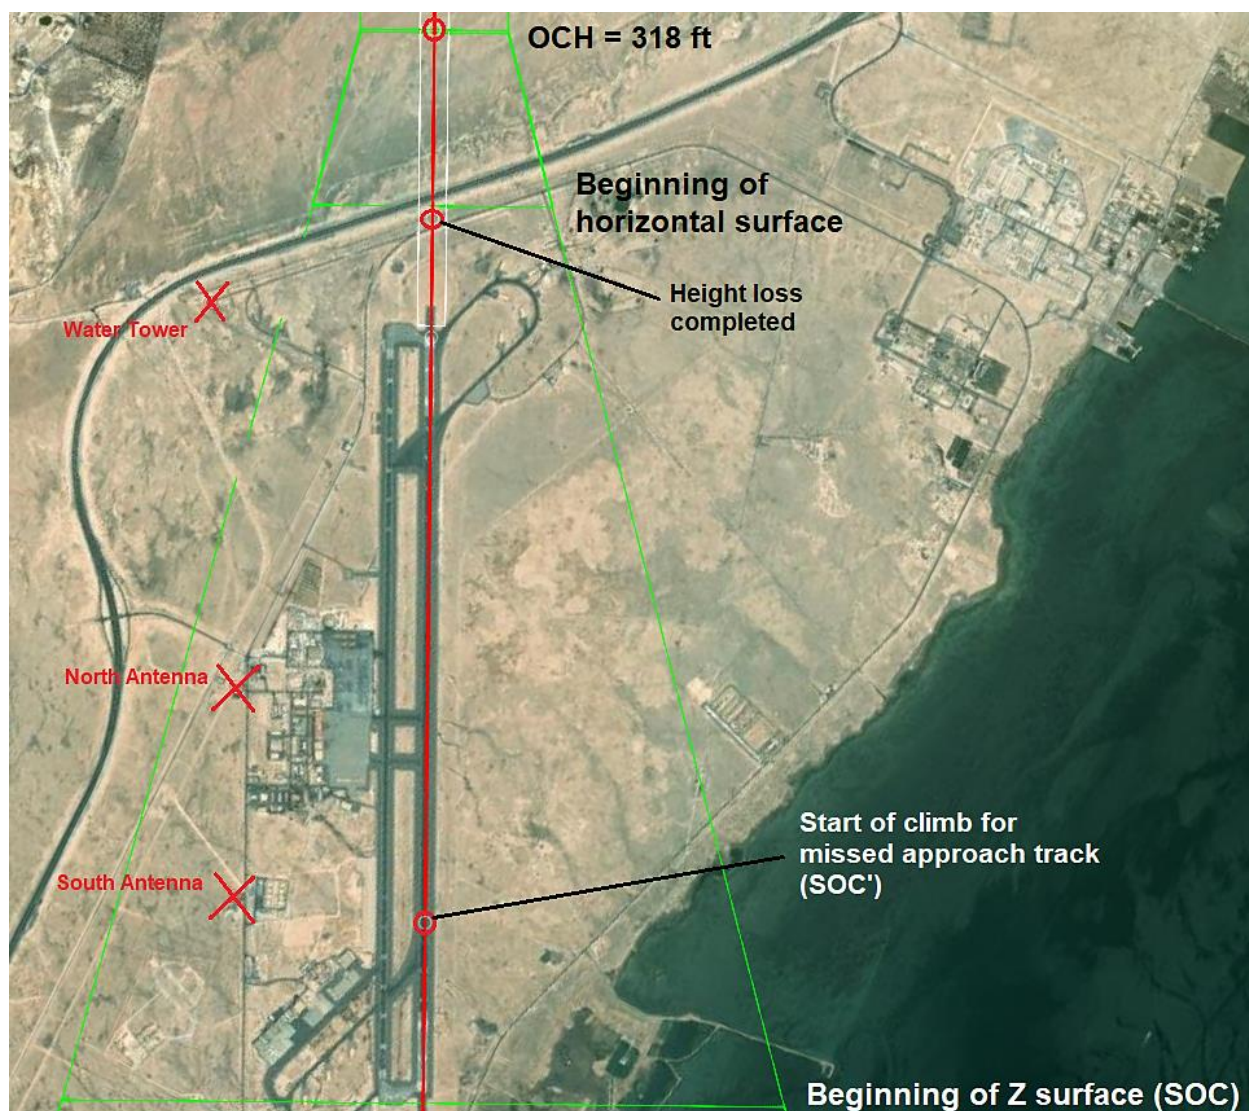 OCH = 318 ft
Beginning of
horizontal surface
Height loss
completed
Water Tower
North Antenna
Start of climb for
missed approach track
(SOC')
South Antenna
Beginning of Z surface (SOC)